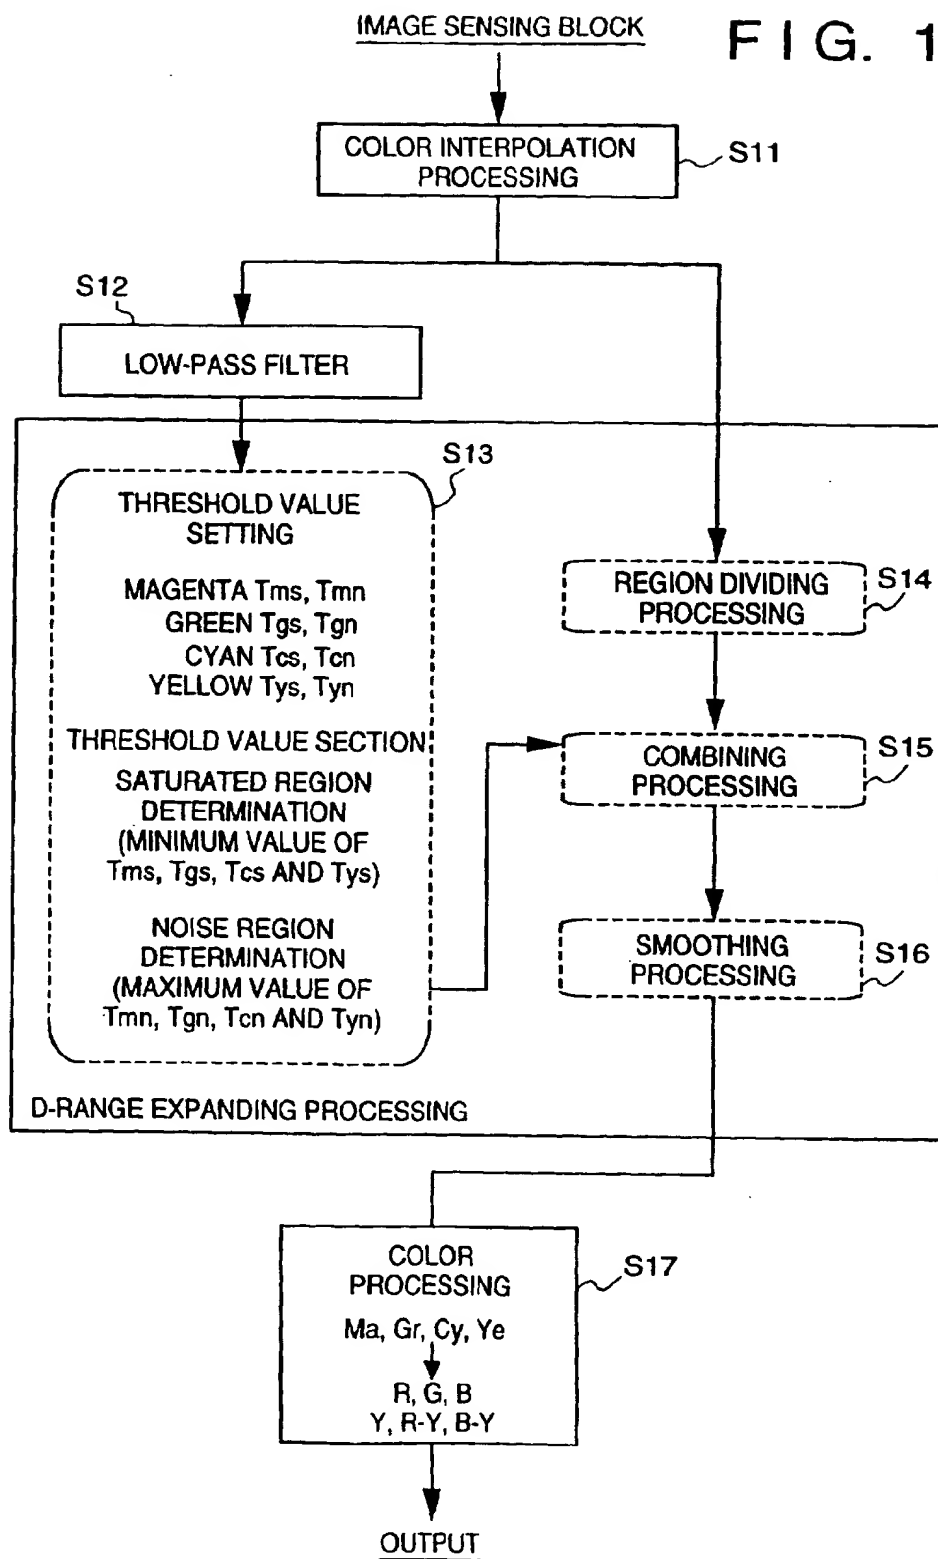 IMAGE SENSING BLOCK
FIG. 1
COLOR INTERPOLATION
PROCESSING
S11
S12
LOW-PASS FILTER
S13
THRESHOLD VALUE
SETTING
MAGENTA Tms, Tmn
GREEN Tgs, Tgn
CYAN Tcs, Tcn
YELLOW Tys, Tyn
THRESHOLD VALUE SECTION
SATURATED REGION
DETERMINATION
(MINIMUM VALUE OF
Tms, Tgs, Tcs AND Tys)
NOISE REGION
DETERMINATION
(MAXIMUM VALUE OF
Tmn, Tgn, Tcn AND Tyn)
REGION DIVIDING
PROCESSING
S14
COMBINING
PROCESSING
S15
SMOOTHING
PROCESSING
S16
D-RANGE EXPANDING PROCESSING
COLOR
PROCESSING
S17
Ma, Gr, Cy, Ye
R, G, B
Y, R-Y, B-Y
OUTPUT